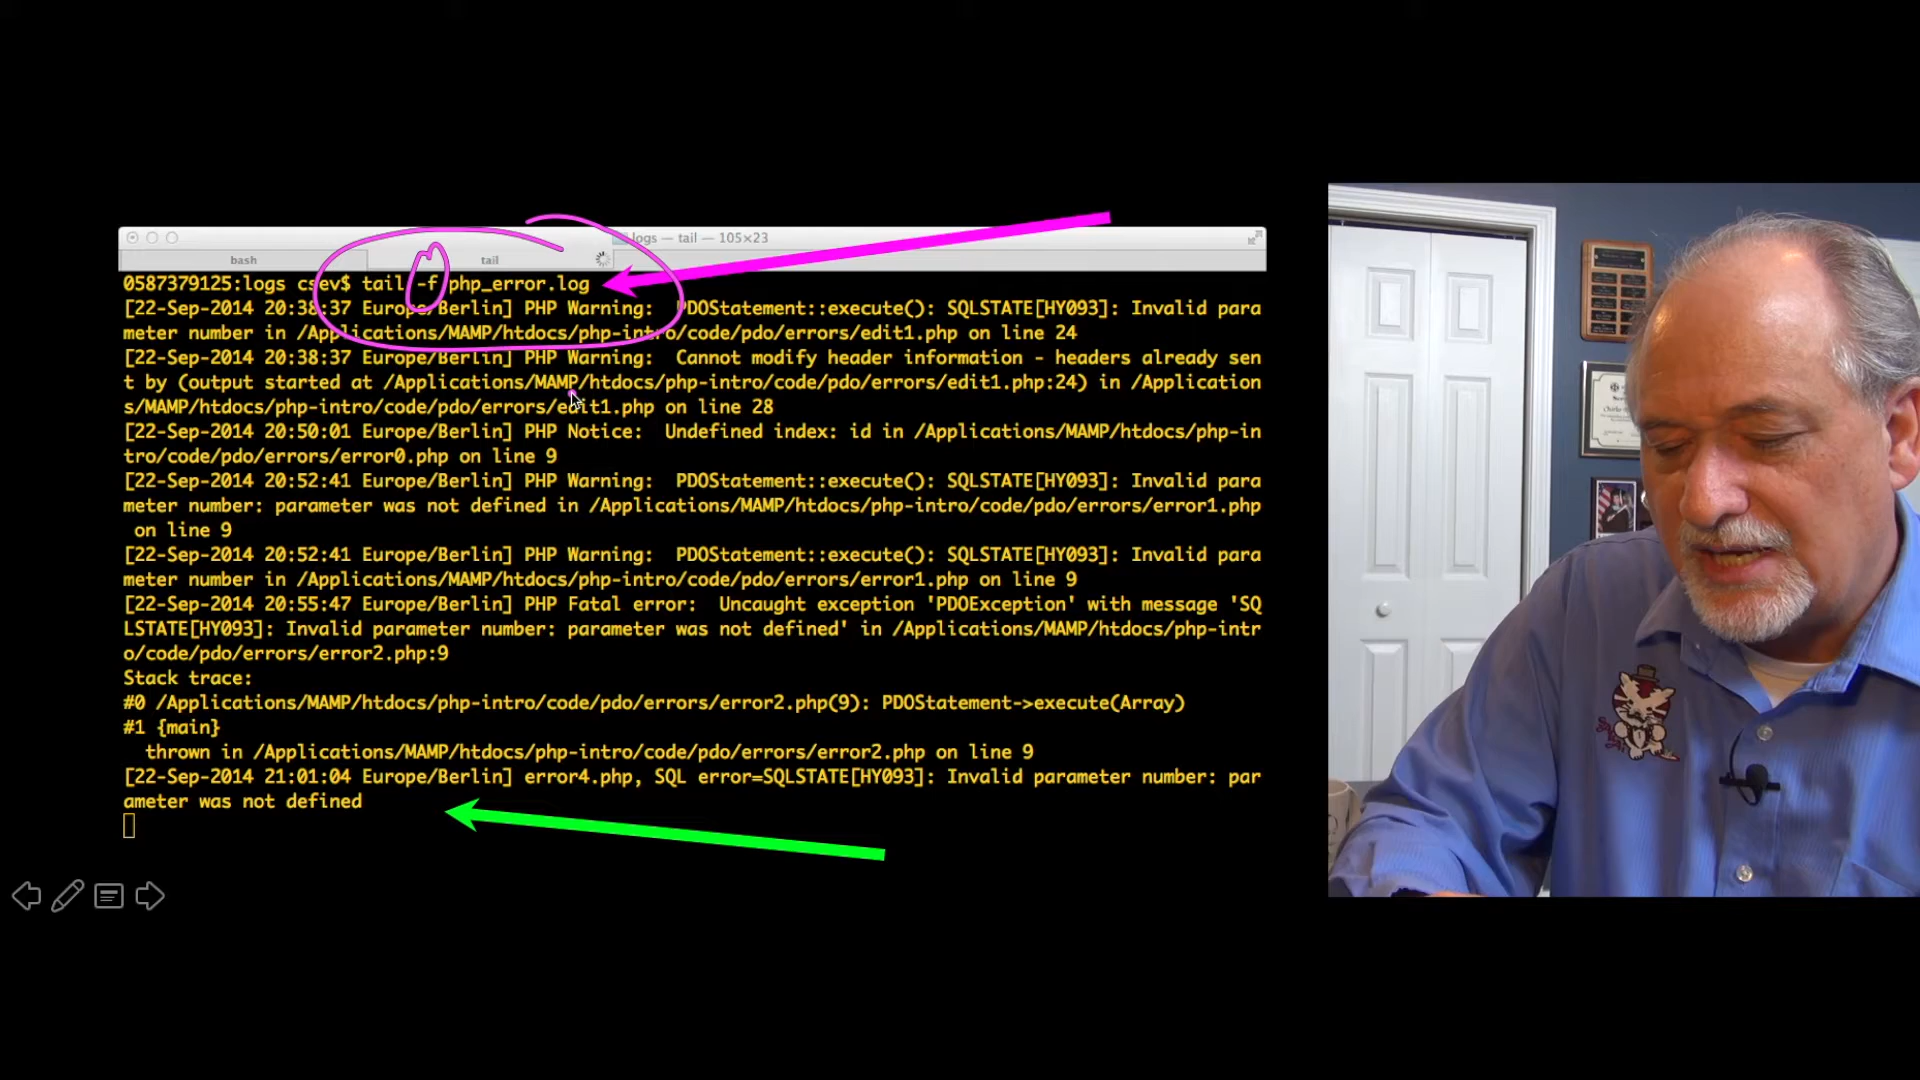 logs — tail — 105×23
bash
tail
0587379125:logs csev$ tail -f php_error.log
[22-Sep-2014 20:38:37 Europe/Berlin] PHP Warning:  PDOStatement::execute(): SQLSTATE[HY093]: Invalid para
meter number in /Applications/MAMP/htdocs/php-intro/code/pdo/errors/edit1.php on line 24
[22-Sep-2014 20:38:37 Europe/Berlin] PHP Warning:  Cannot modify header information - headers already sen
t by (output started at /Applications/MAMP/htdocs/php-intro/code/pdo/errors/edit1.php:24) in /Application
s/MAMP/htdocs/php-intro/code/pdo/errors/edit1.php on line 28
[22-Sep-2014 20:50:01 Europe/Berlin] PHP Notice:  Undefined index: id in /Applications/MAMP/htdocs/php-in
tro/code/pdo/errors/error0.php on line 9
[22-Sep-2014 20:52:41 Europe/Berlin] PHP Warning:  PDOStatement::execute(): SQLSTATE[HY093]: Invalid para
meter number: parameter was not defined in /Applications/MAMP/htdocs/php-intro/code/pdo/errors/error1.php
 on line 9
[22-Sep-2014 20:52:41 Europe/Berlin] PHP Warning:  PDOStatement::execute(): SQLSTATE[HY093]: Invalid para
meter number in /Applications/MAMP/htdocs/php-intro/code/pdo/errors/error1.php on line 9
[22-Sep-2014 20:55:47 Europe/Berlin] PHP Fatal error:  Uncaught exception 'PDOException' with message 'SQ
LSTATE[HY093]: Invalid parameter number: parameter was not defined' in /Applications/MAMP/htdocs/php-intr
o/code/pdo/errors/error2.php:9
Stack trace:
#0 /Applications/MAMP/htdocs/php-intro/code/pdo/errors/error2.php(9): PDOStatement->execute(Array)
#1 {main}
  thrown in /Applications/MAMP/htdocs/php-intro/code/pdo/errors/error2.php on line 9
[22-Sep-2014 21:01:04 Europe/Berlin] error4.php, SQL error=SQLSTATE[HY093]: Invalid parameter number: par
ameter was not defined